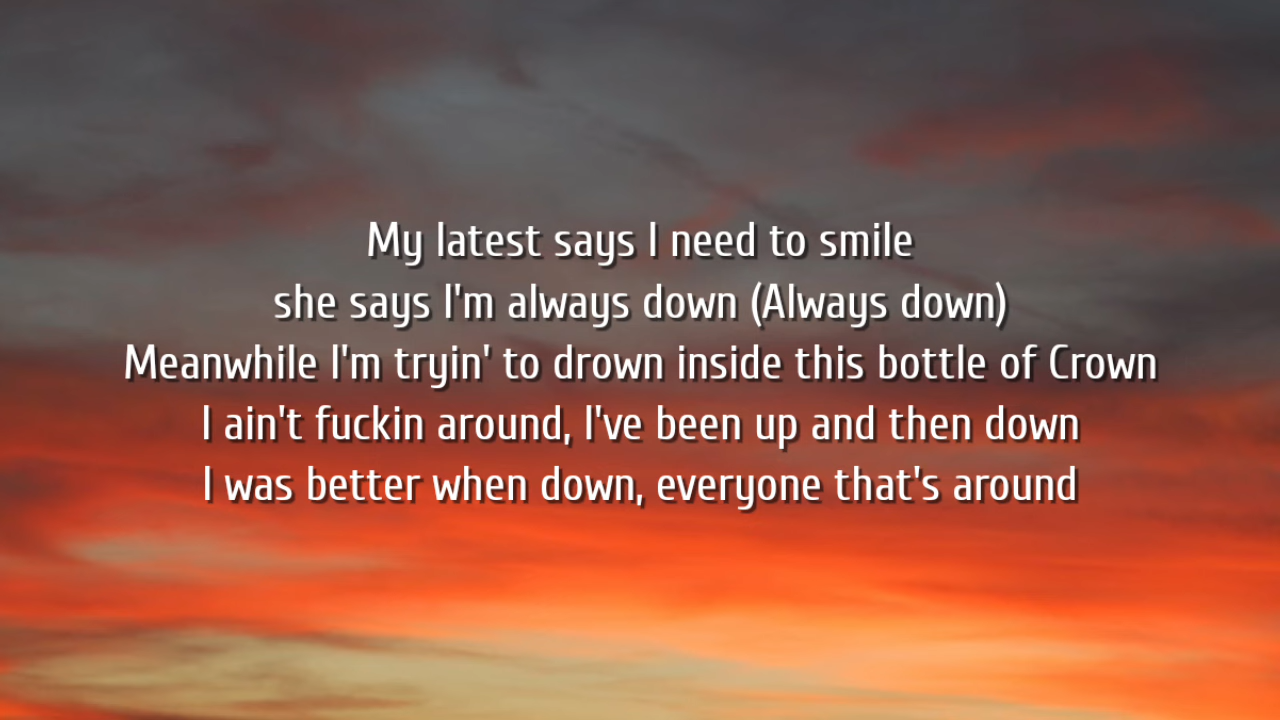 My latest says I need to smile
she says I'm always down (Always down)
Meanwhile I'm tryin' to drown inside this bottle of Crown
I ain't fuckin around, I've been up and then down
I was better when down, everyone that's around